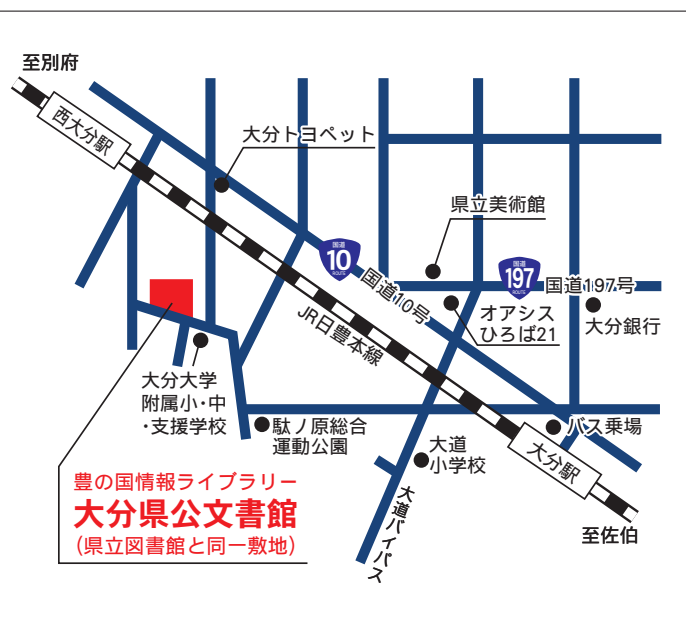 至別府
西大分駅
大分トヨペット
県立美術館
国道
10
ROUTE
国道10号
国道
197
ROUTE
国道197号
オアシス
ひろば21
大分銀行
JR日豊本線
大分大学
附属小・中
・支援学校
駄ノ原総合
運動公園
大道
小学校
バス乗場
大分駅
大道バイパス
至佐伯
豊の国情報ライブラリー
大分県公文書館
(県立図書館と同一敷地)